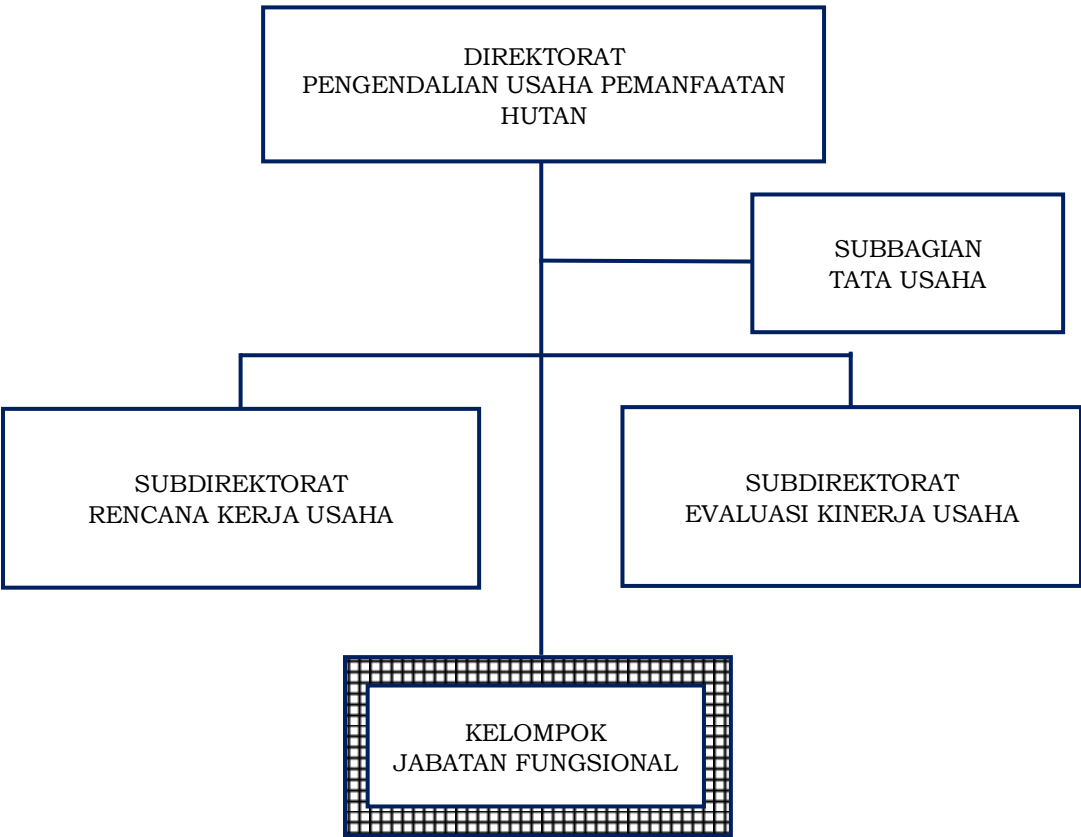 DIREKTORAT
PENGENDALIAN USAHA PEMANFAATAN
HUTAN
SUBBAGIAN
TATA USAHA
SUBDIREKTORAT
RENCANA KERJA USAHA
SUBDIREKTORAT
EVALUASI KINERJA USAHA
KELOMPOK
JABATAN FUNGSIONAL